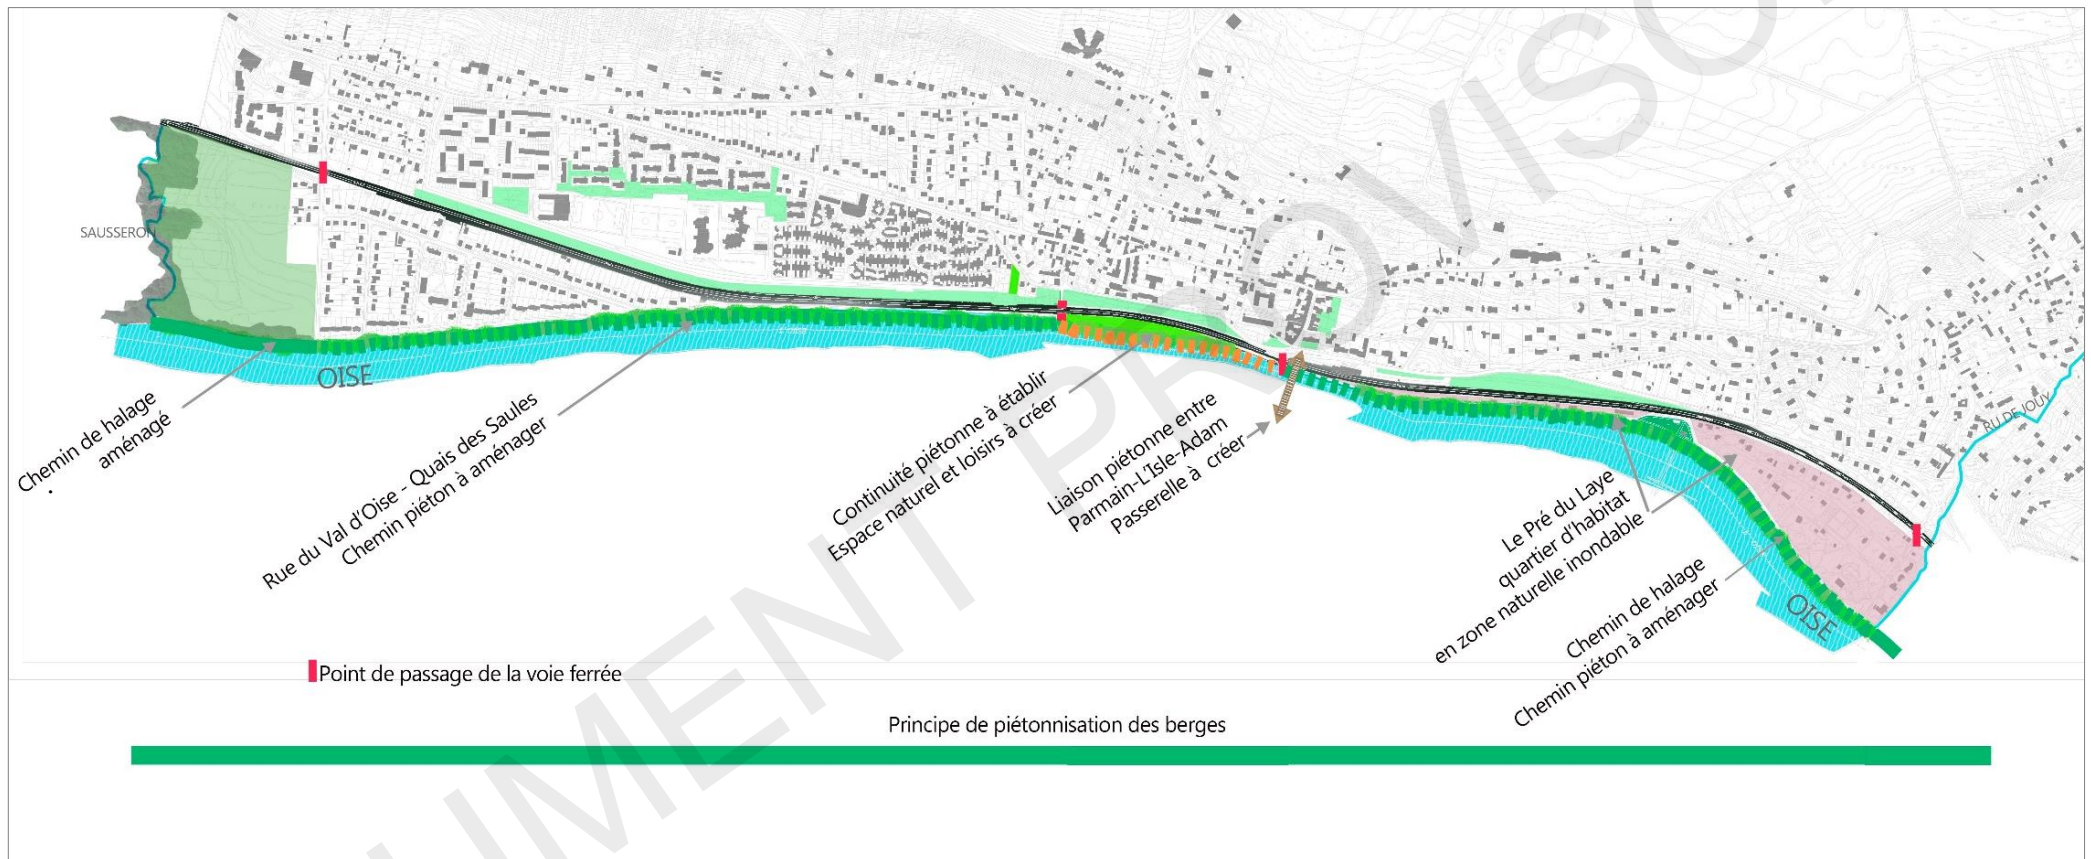 SAUSSERON
OISE
Chemin de halage
aménagé
Rue du Val d'Oise - Quais des Saules
Chemin piéton à aménager
Continuité piétonne à établir
Espace naturel et loisirs à créer
Liaison piétonne entre
Parmain-L'Isle-Adam
Passerelle à créer
Le Pré du Laye
quartier d'habitat
en zone naturelle inondable
Chemin de halage
Chemin piéton à aménager
OISE
RU DE JOUY
Point de passage de la voie ferrée
Principe de piétonnisation des berges
UMENT PROVISO